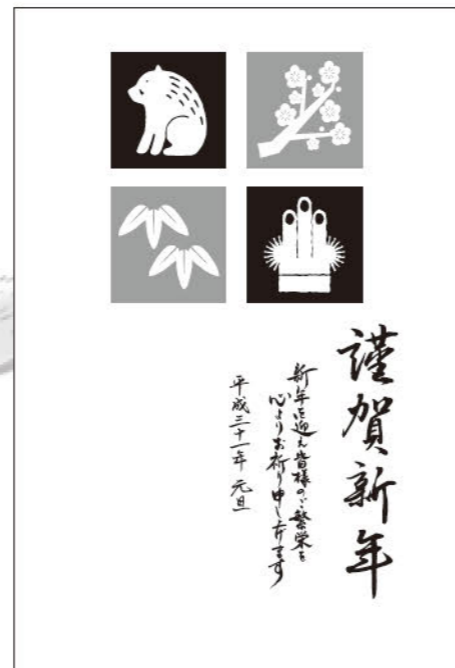 謹賀新年
新年を迎え皆様のご繁栄を
心よりお祈り申し上げます
平成三十一年 元旦